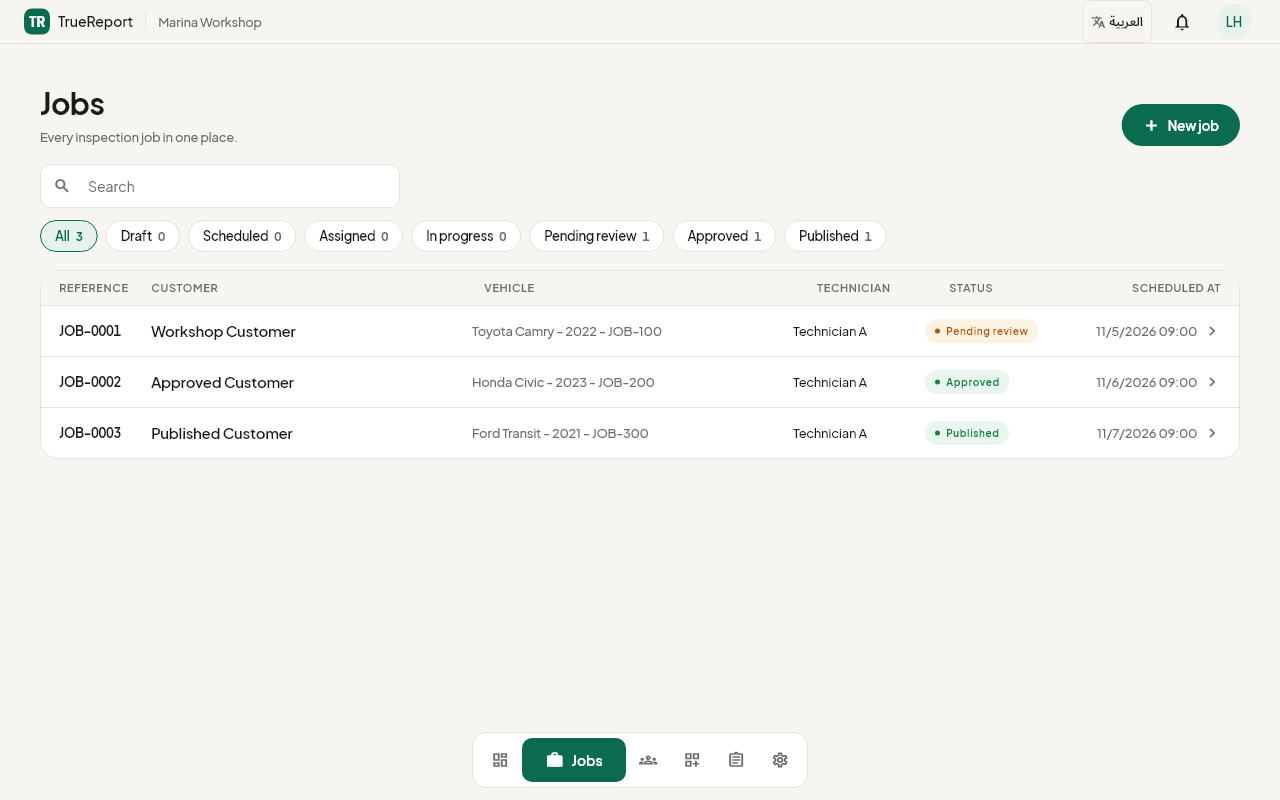 TR TrueReport Marina Workshop العربية LH
Jobs
Every inspection job in one place.
+ New job
Search
All 3 Draft 0 Scheduled 0 Assigned 0 In progress 0 Pending review 1 Approved 1 Published 1
REFERENCE CUSTOMER VEHICLE TECHNICIAN STATUS SCHEDULED AT
JOB-0001 Workshop Customer Toyota Camry - 2022 - JOB-100 Technician A Pending review 11/5/2026 09:00
JOB-0002 Approved Customer Honda Civic - 2023 - JOB-200 Technician A Approved 11/6/2026 09:00
JOB-0003 Published Customer Ford Transit - 2021 - JOB-300 Technician A Published 11/7/2026 09:00
Jobs